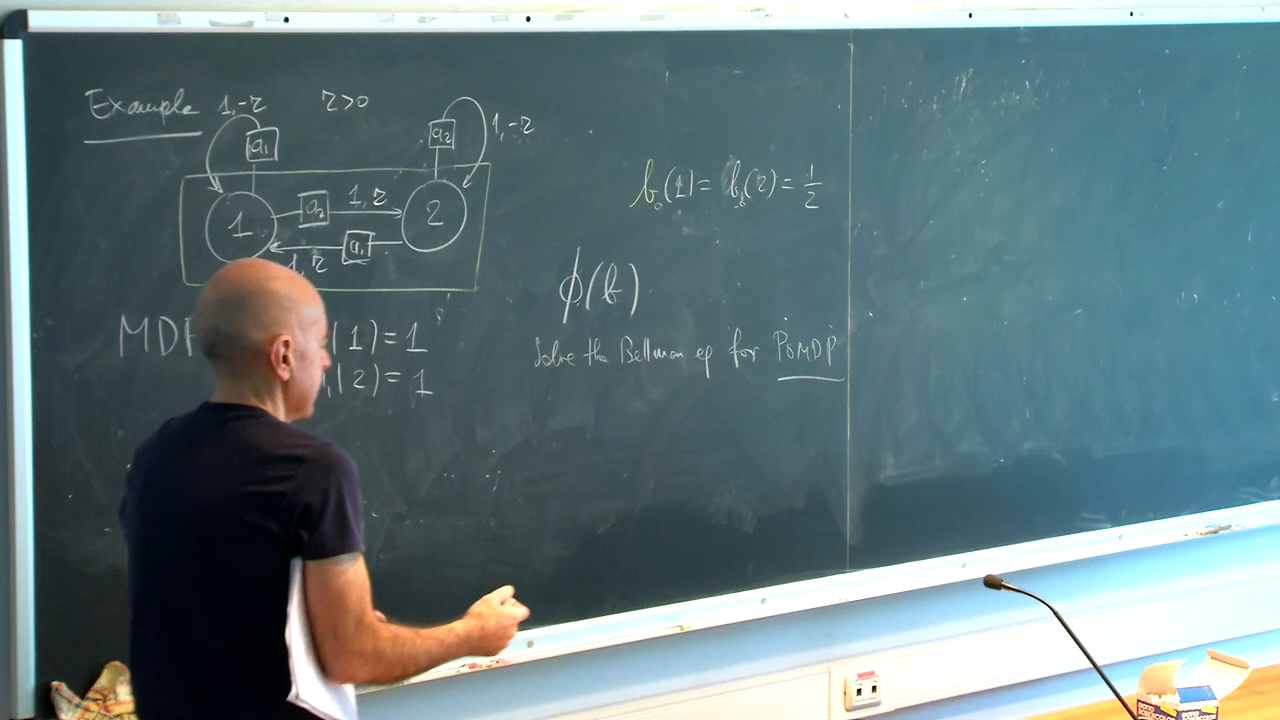 Example 1,-r r>0
a1
a2 1,-r
1 a2 1,r 2
1,r a1
b₀(1)= b₀(2)= 1/2
ϕ(b)
MDP (1)=1
(2)=1
Solve the Bellman eq for POMDP